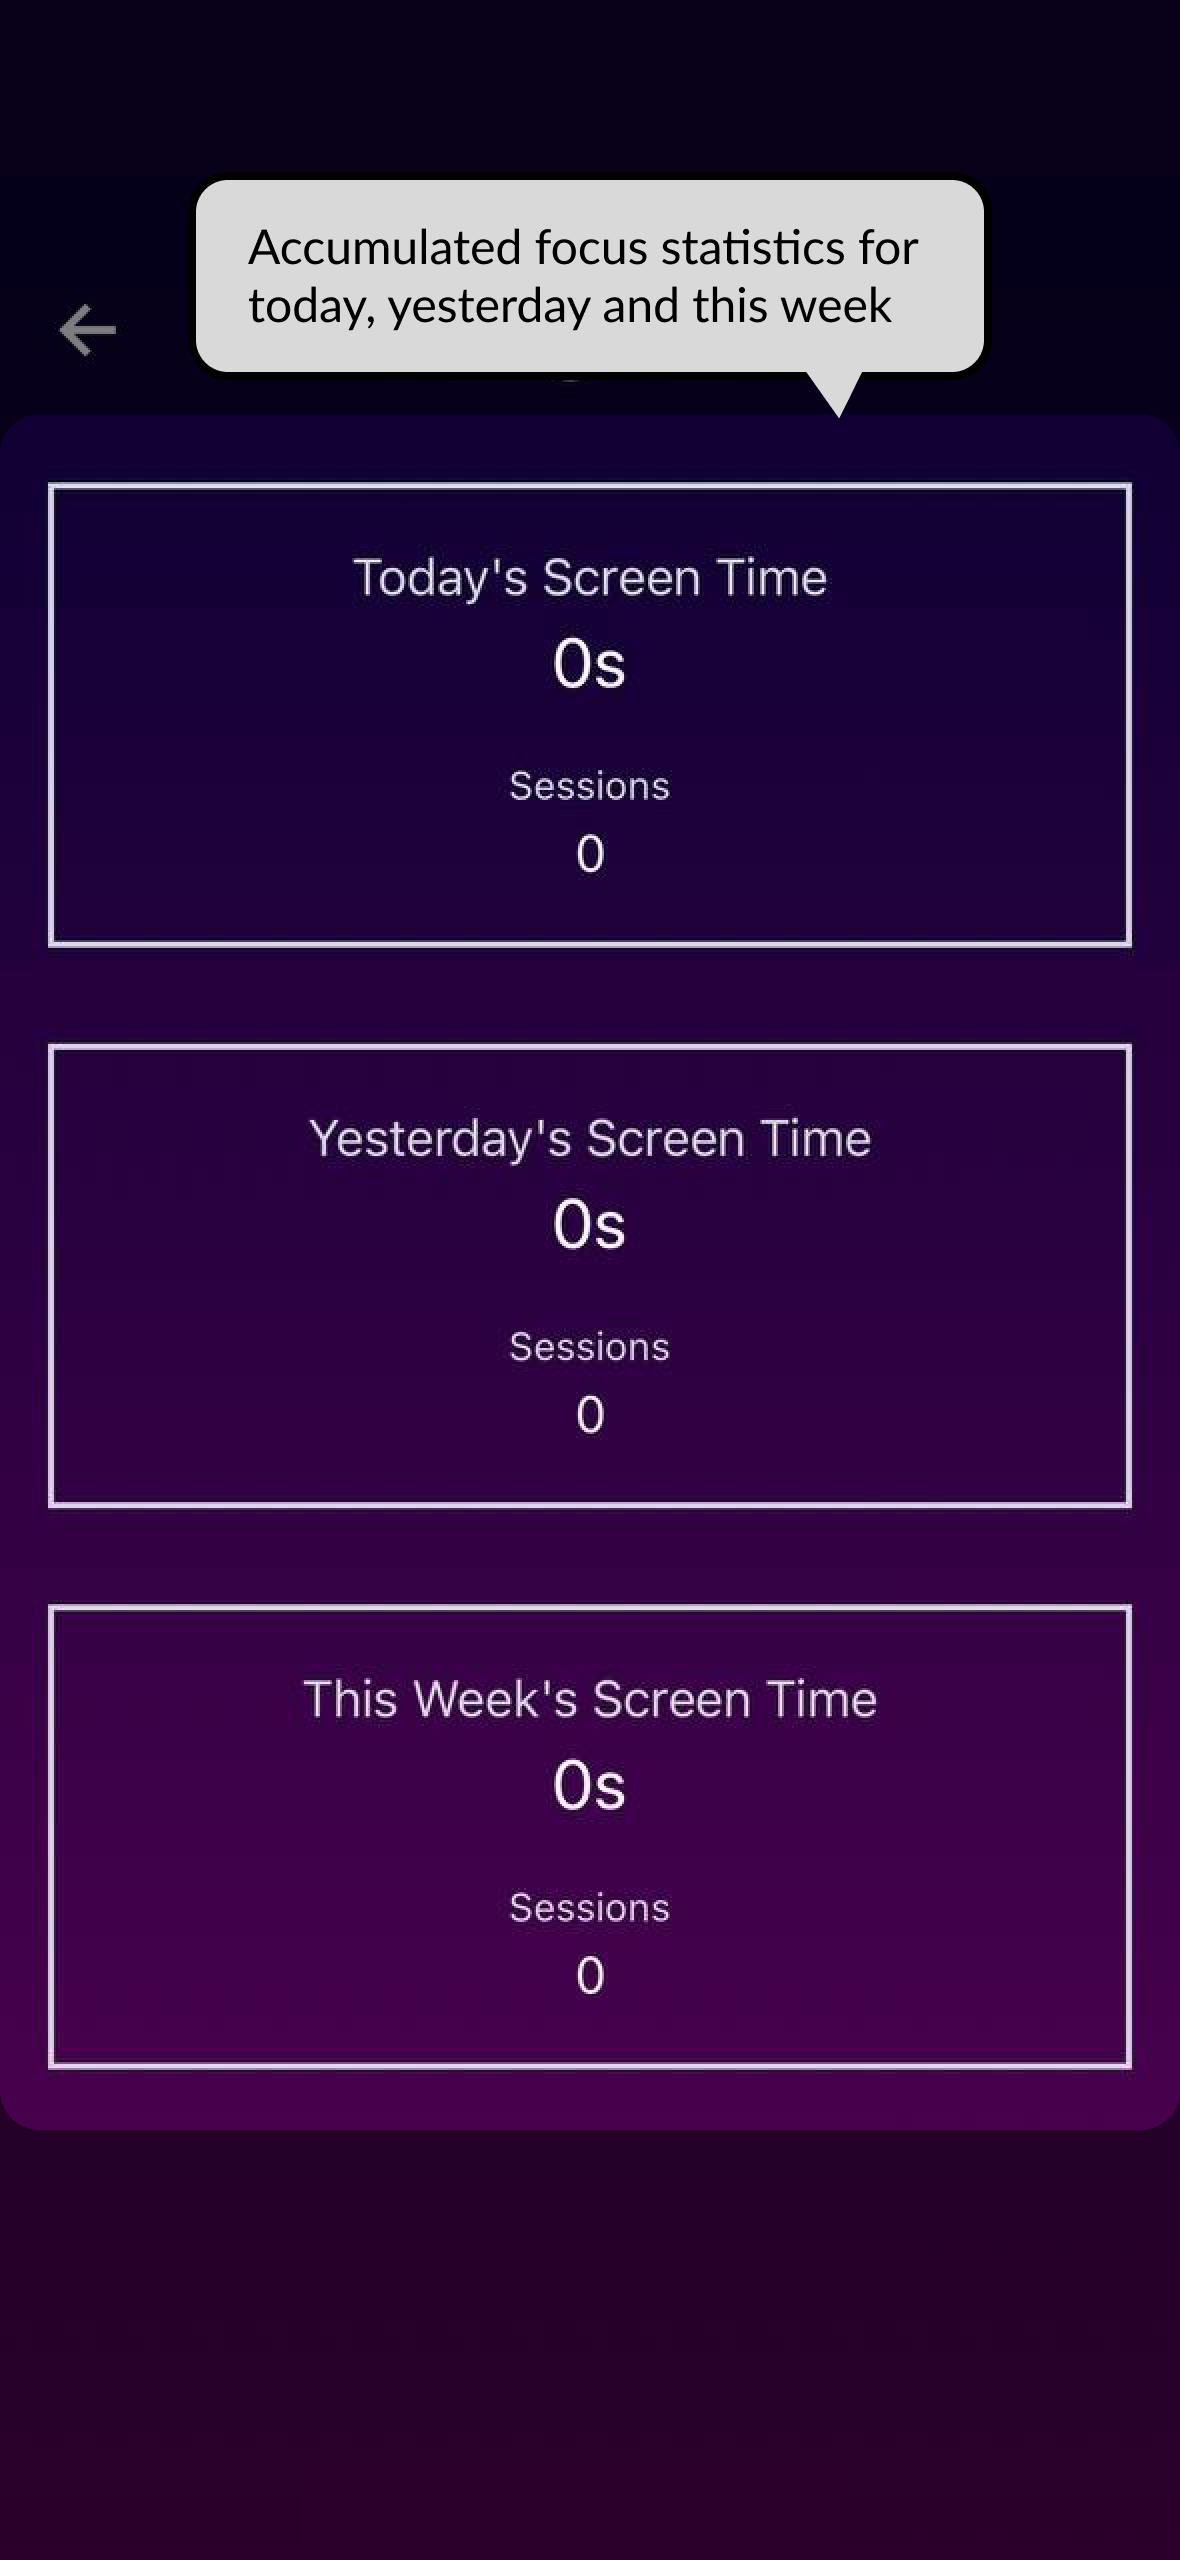 Accumulated focus statistics for
today, yesterday and this week
Today's Screen Time
0s
Sessions
0
Yesterday's Screen Time
0s
Sessions
0
This Week's Screen Time
0s
Sessions
0